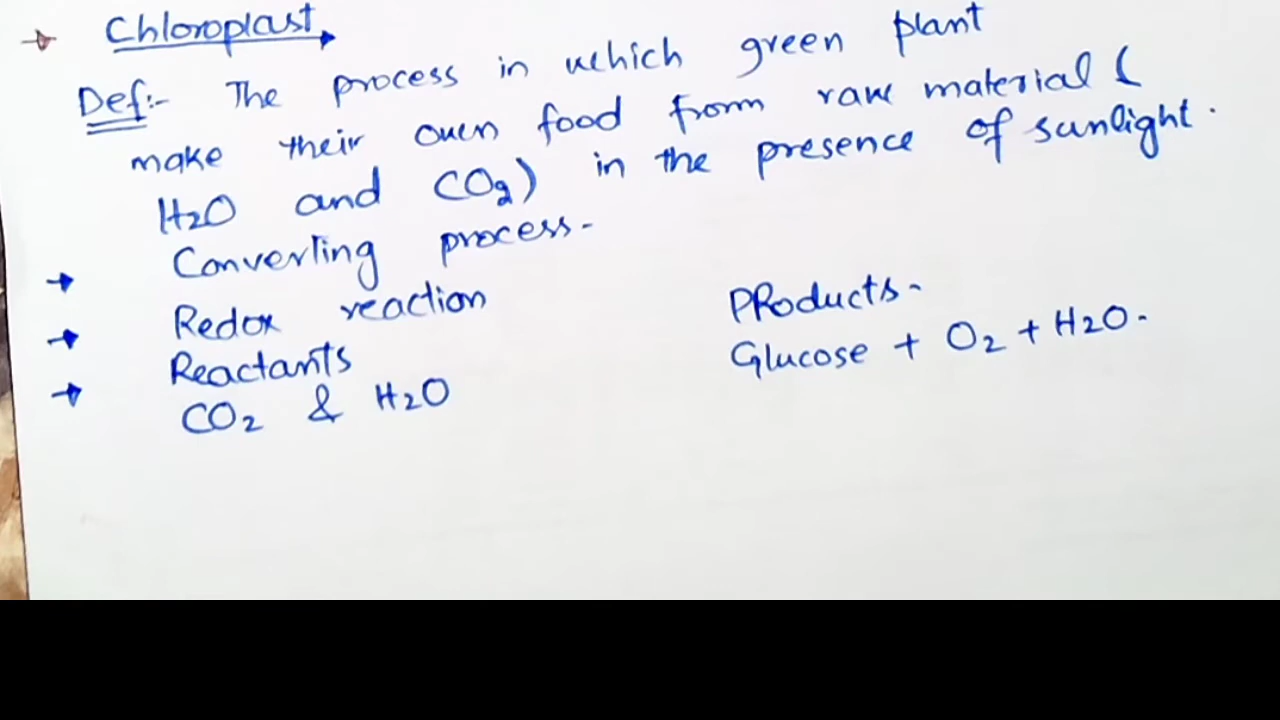 Chloroplast
Def:- The process in which green plant
make their own food from raw material (
H₂O and CO₂) in the presence of sunlight.
→ Converting process-
→ Redox reaction
Reactants Products-
→ CO₂ & H₂O Glucose + O₂ + H₂O.